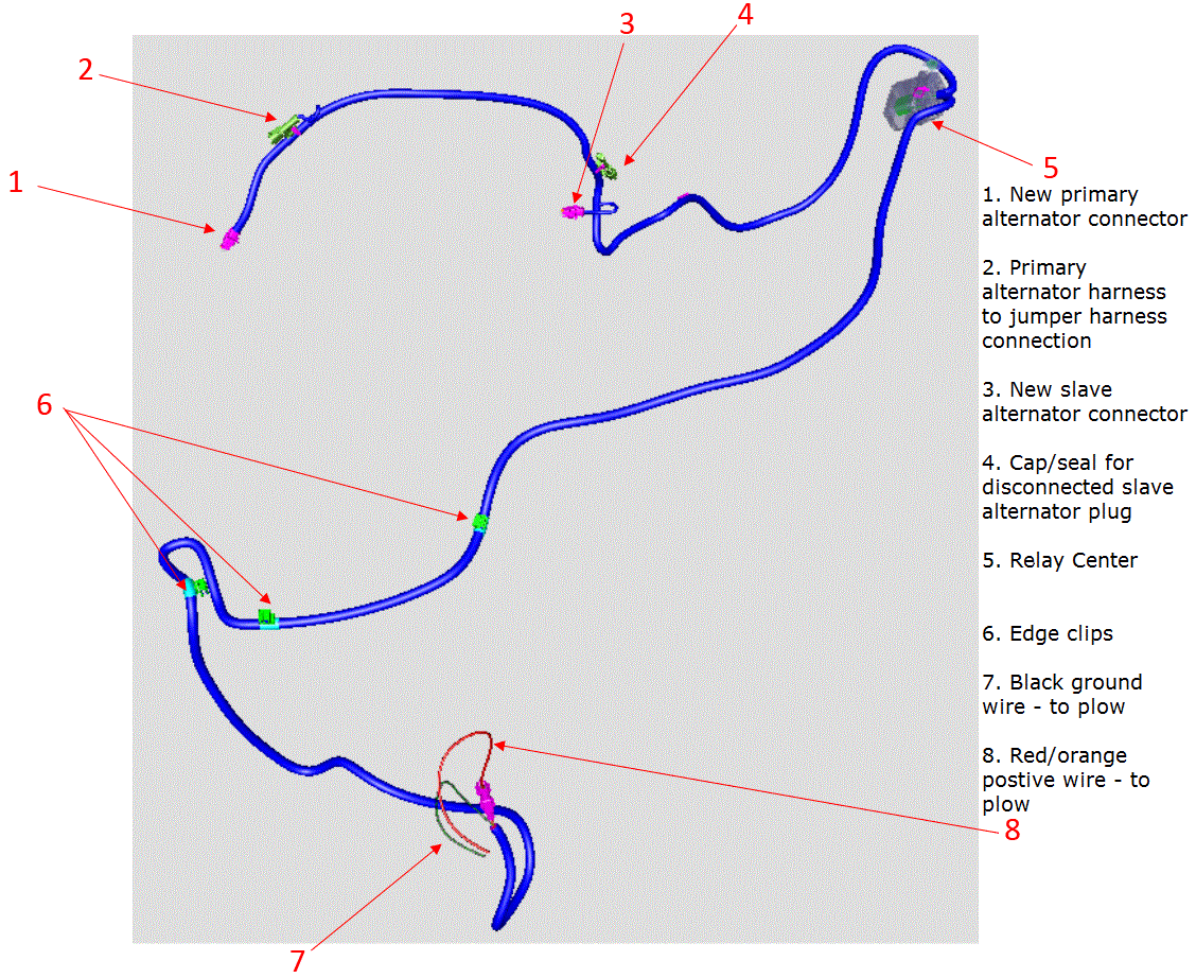 3
4
2
1
5
1. New primary
alternator connector
2. Primary
alternator harness
to jumper harness
connection
3. New slave
alternator connector
6
4. Cap/seal for
disconnected slave
alternator plug
5. Relay Center
6. Edge clips
7. Black ground
wire - to plow
8. Red/orange
postive wire - to
plow
8
7